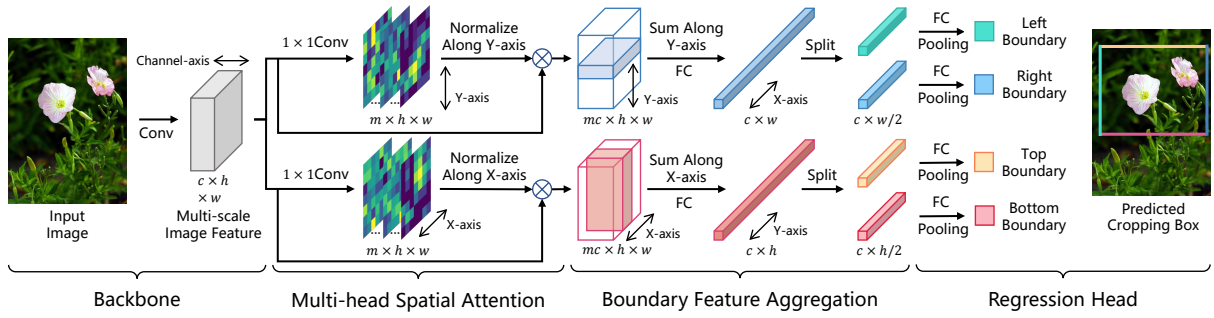 Input
Image
Conv
Channel-axis
c × h
× w
Multi-scale
Image Feature
1 × 1Conv
m × h × w
Normalize
Along Y-axis
Y-axis
mc × h × w
Y-axis
Sum Along
Y-axis
FC
c × w
X-axis
Split
c × w/2
FC
Pooling
Left
Boundary
FC
Pooling
Right
Boundary
1 × 1Conv
m × h × w
Normalize
Along X-axis
X-axis
mc × h × w
X-axis
Sum Along
X-axis
FC
c × h
Y-axis
Split
c × h/2
FC
Pooling
Top
Boundary
FC
Pooling
Bottom
Boundary
Predicted
Cropping Box
Backbone
Multi-head Spatial Attention
Boundary Feature Aggregation
Regression Head